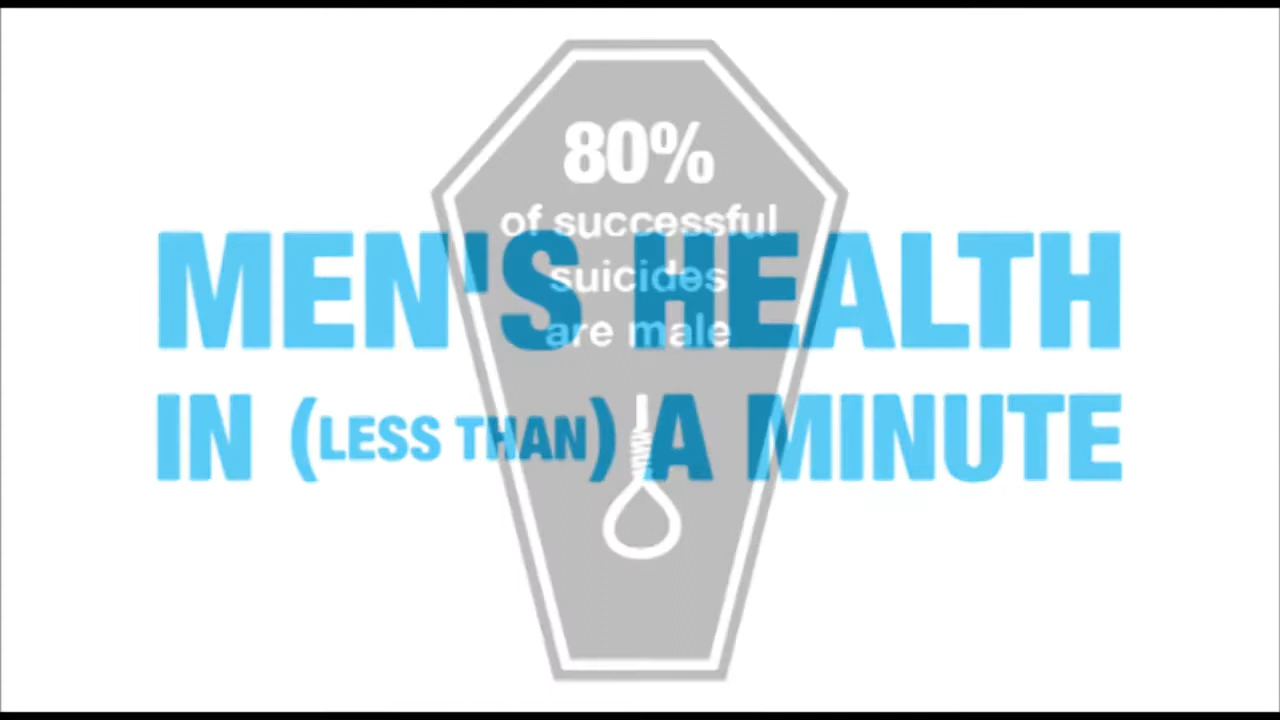 80%
of successful
suicides
are male
MEN'S HEALTH
IN (LESS THAN) A MINUTE